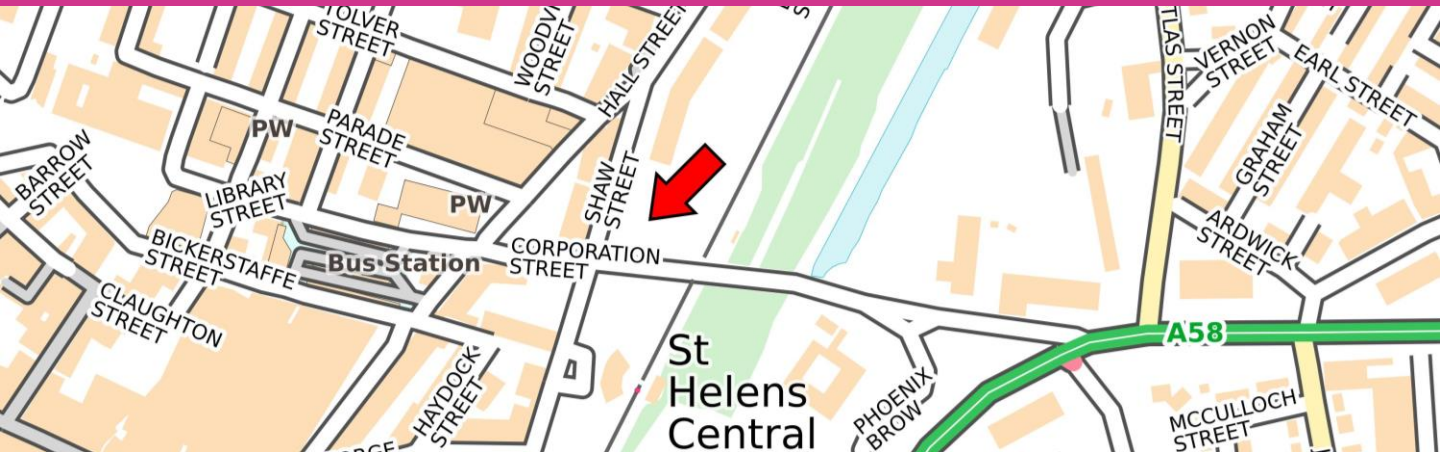 TOLVER
STREET
WOODVI
STREET
HALL STREET
TLAS STREET
VERNON
STREET
EARL STREET
PW
PARADE
STREET
GRAHAM
STREET
BARROW
STREET
LIBRARY
STREET
PW
SHAW
STREET
ARDWICK
STREET
BICKERSTAFFE
STREET
Bus Station
CORPORATION
STREET
CLAUGHTON
STREET
A58
St
Helens
Central
HAYDOCK
STREET
PHOENIX
BROW
MCCULLOCH
STREET